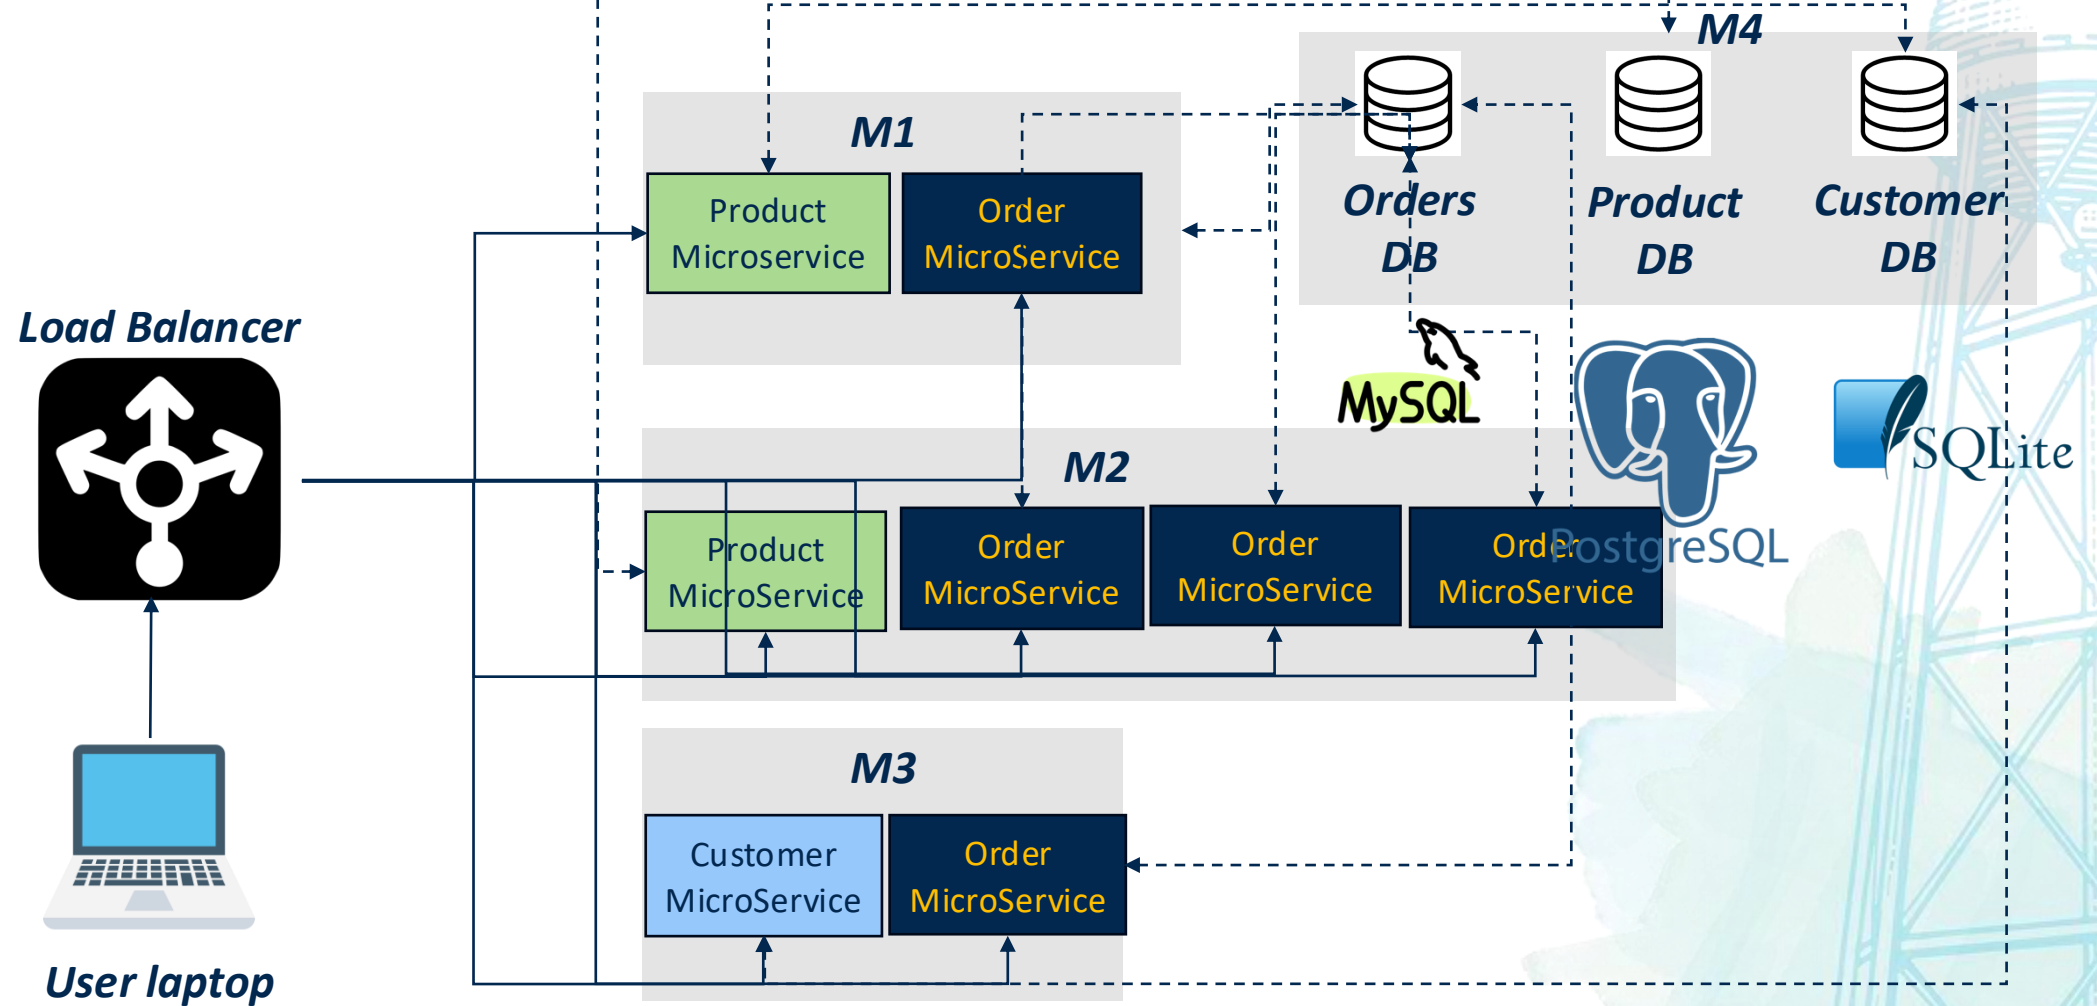 M4
M1
Product
Microservice
Order
MicroService
Orders
DB
Product
DB
Customer
DB
Load Balancer
MySQL
PostgreSQL
SQLite
M2
Product
MicroService
Order
MicroService
Order
MicroService
Order
MicroService
M3
Customer
MicroService
Order
MicroService
User laptop